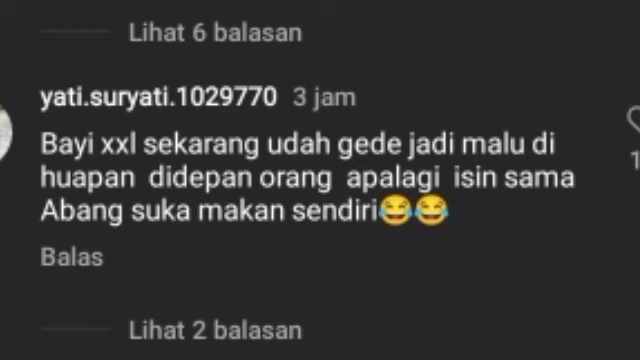 Lihat 6 balasan
yati.suryati.1029770 3 jam
Bayi xxl sekarang udah gede jadi malu di
huapan didepan orang apalagi isin sama
Abang suka makan sendiri😂😂
Balas
1
Lihat 2 balasan